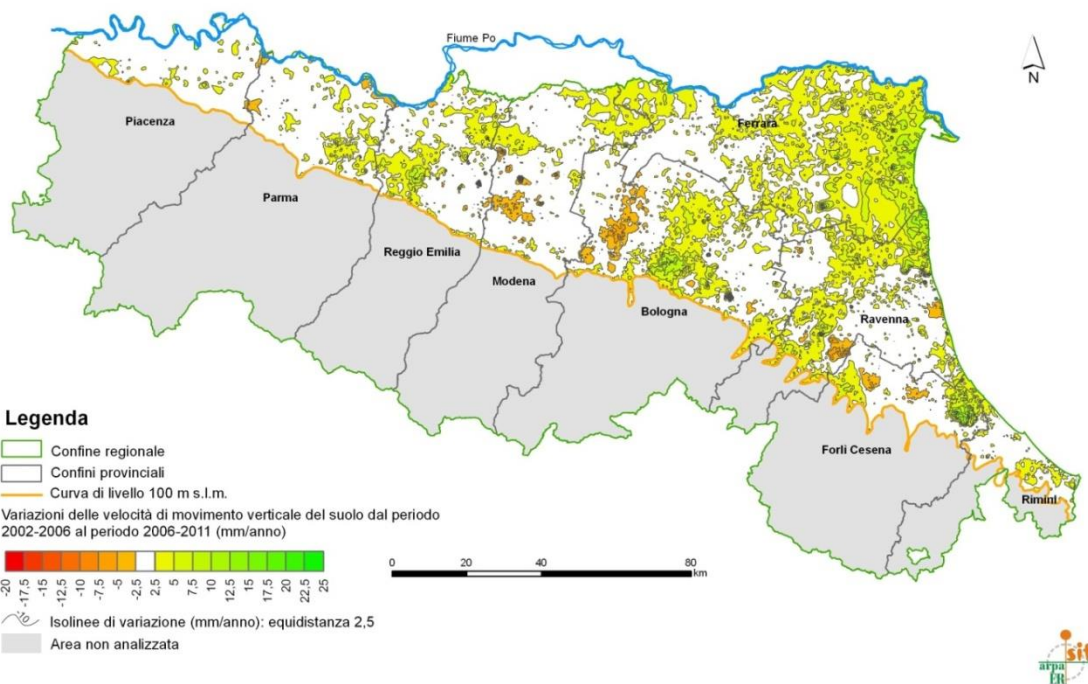 Fiume Po
N
Piacenza
Ferrara
Parma
Reggio Emilia
Modena
Bologna
Ravenna
Forlì Cesena
Rimini
Legenda
Confine regionale
Confini provinciali
Curva di livello 100 m s.l.m.
Variazioni delle velocità di movimento verticale del suolo dal periodo
2002-2006 al periodo 2006-2011 (mm/anno)
-20 -17,5 -15 -12,5 -10 -7,5 -5 -2,5 2,5 5 7,5 10 12,5 15 17,5 20 22,5 25
0 20 40 80
km
-10 Isolinee di variazione (mm/anno): equidistanza 2,5
Area non analizzata
arpa
ER